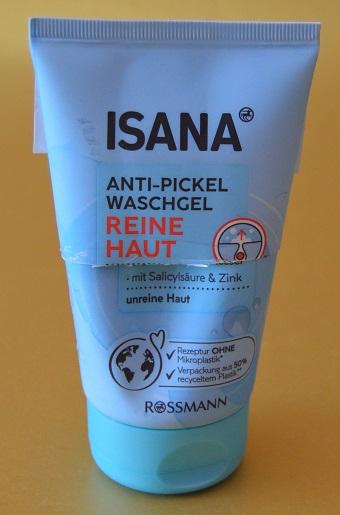 ISANA
ANTI-PICKEL
WASCHGEL
REINE
HAUT
- mit Salicylsäure & Zink
unreine Haut
✓ Rezeptur OHNE
Mikroplastik*
✓ Verpackung aus 50%
recyceltem Plastik**
ROSSMANN